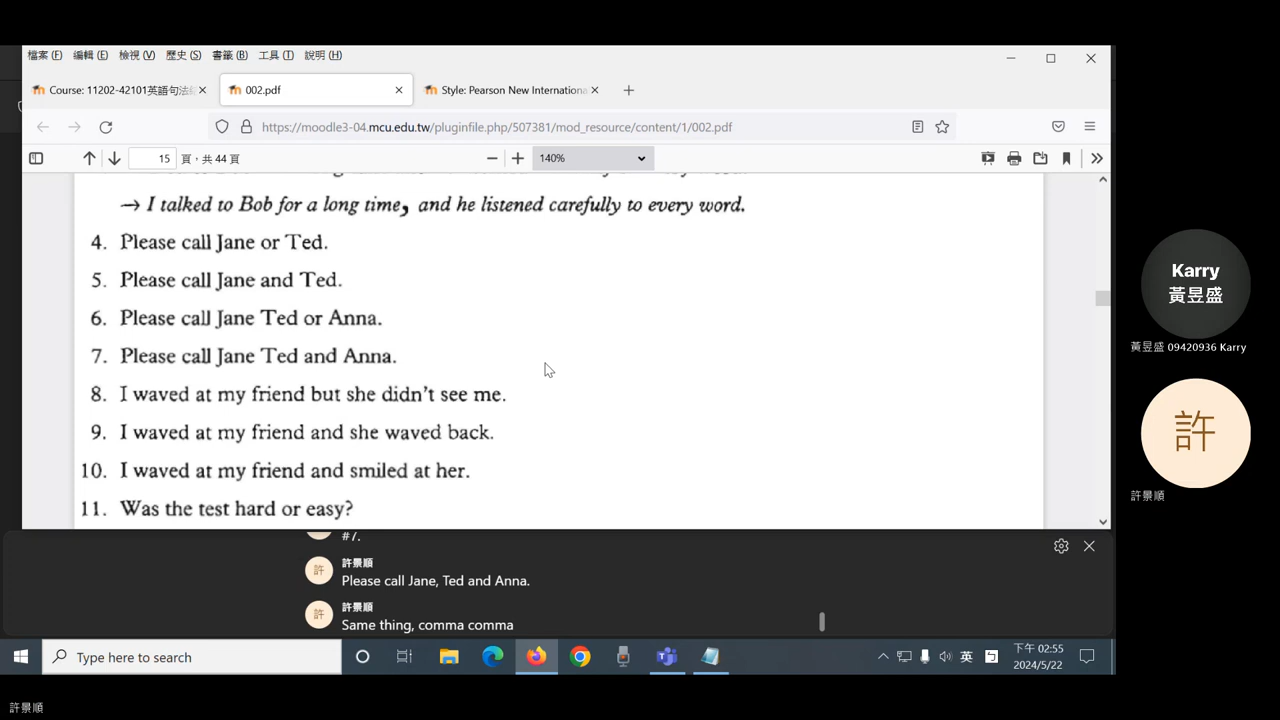 檔案 (F) 編輯 (E) 檢視 (V) 歷史 (S) 書籤 (B) 工具 (T) 說明 (H)
Course: 11202-42101英語句法
002.pdf
Style: Pearson New Internationa
https://moodle3-04.mcu.edu.tw/pluginfile.php/507381/mod_resource/content/1/002.pdf
15 頁，共 44 頁
140%
→ I talked to Bob for a long time, and he listened carefully to every word.
4. Please call Jane or Ted.
5. Please call Jane and Ted.
6. Please call Jane Ted or Anna.
7. Please call Jane Ted and Anna.
8. I waved at my friend but she didn't see me.
9. I waved at my friend and she waved back.
10. I waved at my friend and smiled at her.
11. Was the test hard or easy?
#7.
許 許景順
Please call Jane, Ted and Anna.
許 許景順
Same thing, comma comma
Karry
黃昱盛
黃昱盛 09420936 Karry
許
許景順
Type here to search
英
下午 02:55
2024/5/22
許景順